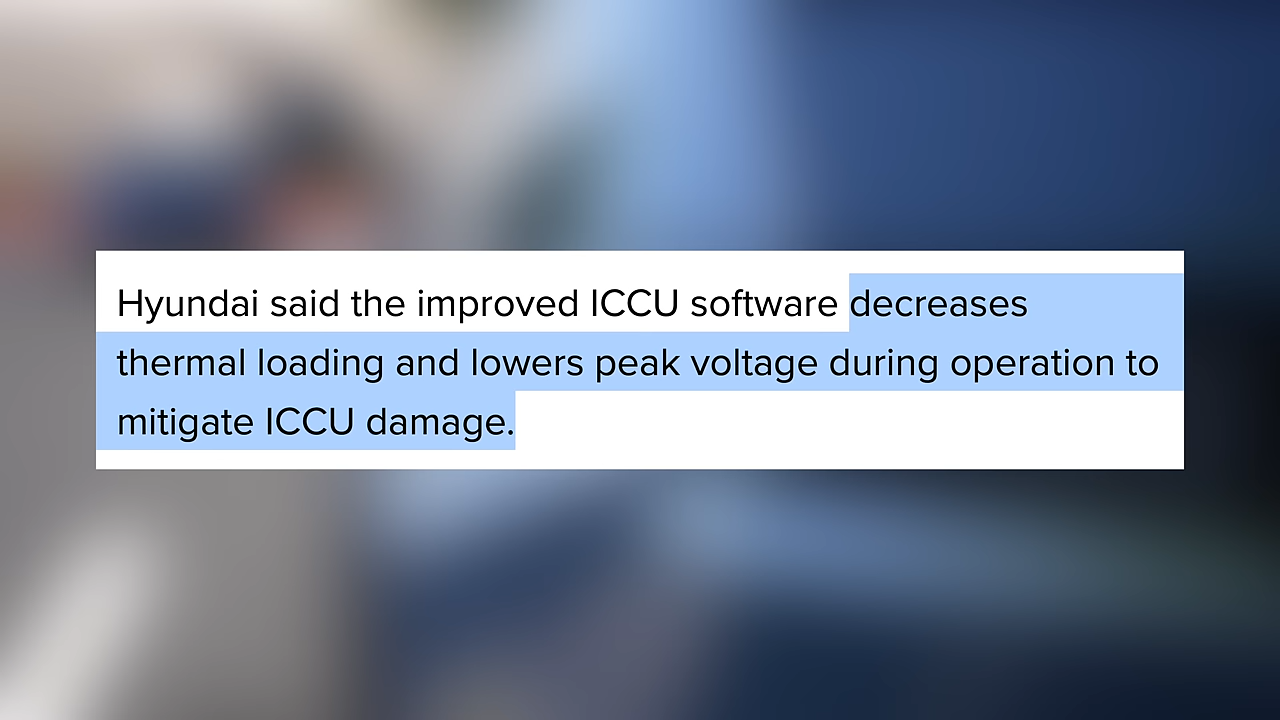 Hyundai said the improved ICCU software decreases
thermal loading and lowers peak voltage during operation to
mitigate ICCU damage.